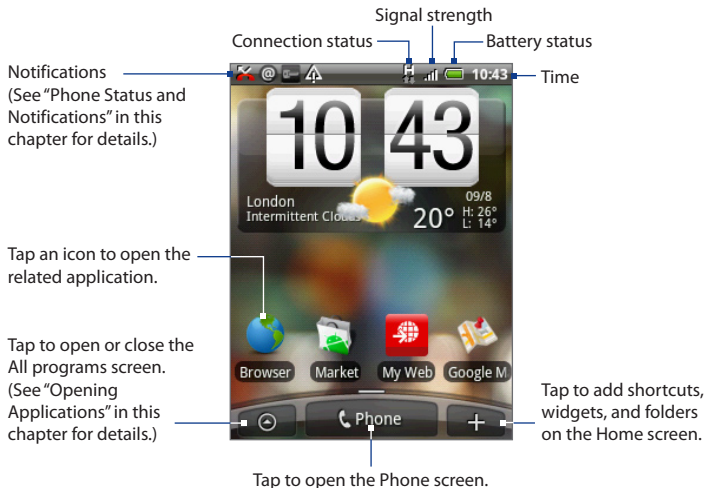 Signal strength
Connection status
Battery status
Notifications
(See “Phone Status and
Notifications” in this
chapter for details.)
Time
@
H
10:43
10 43
London
Intermittent Clouds
20°
09/8
H: 26°
L: 14°
Tap an icon to open the
related application.
Browser
Market
My Web
Google M
Tap to open or close the
All programs screen.
(See “Opening
Applications” in this
chapter for details.)
Phone
+
Tap to add shortcuts,
widgets, and folders
on the Home screen.
Tap to open the Phone screen.